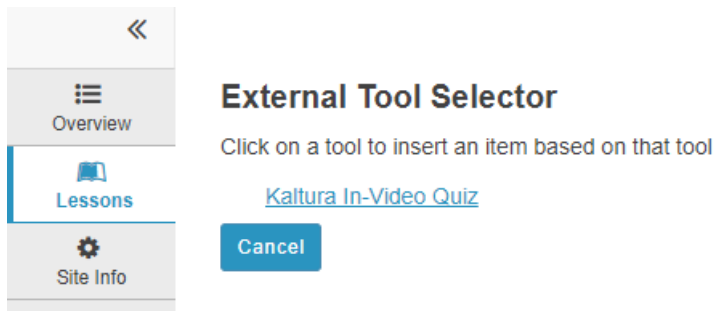 Overview
Lessons
Site Info
External Tool Selector
Click on a tool to insert an item based on that tool
Kaltura In-Video Quiz
Cancel